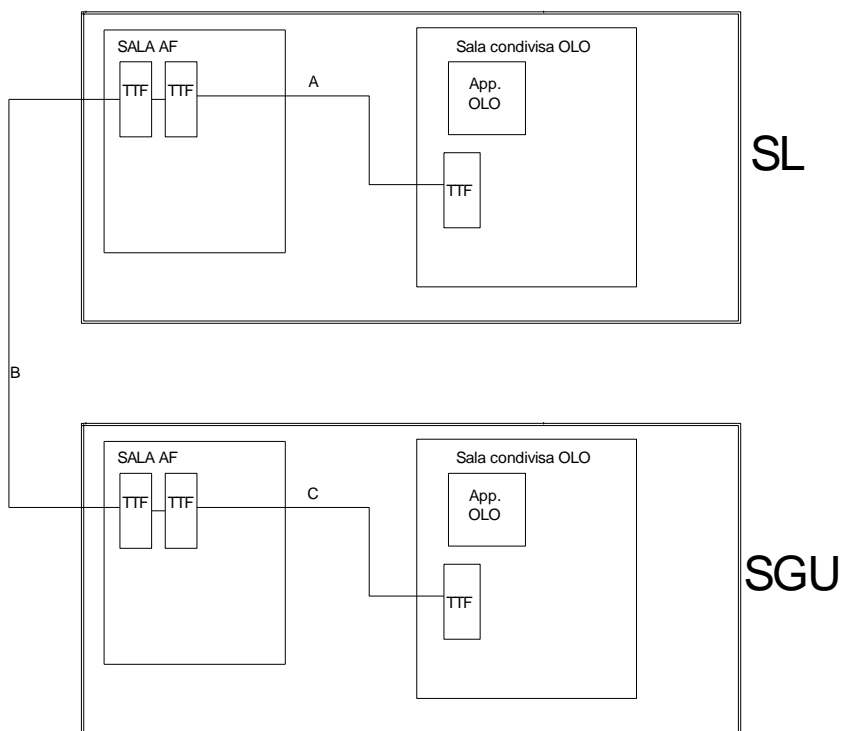 SALA AF
TTF
TTF
A
Sala condivisa OLO
App.
OLO
TTF
SL
B
SALA AF
TTF
TTF
C
Sala condivisa OLO
App.
OLO
TTF
SGU